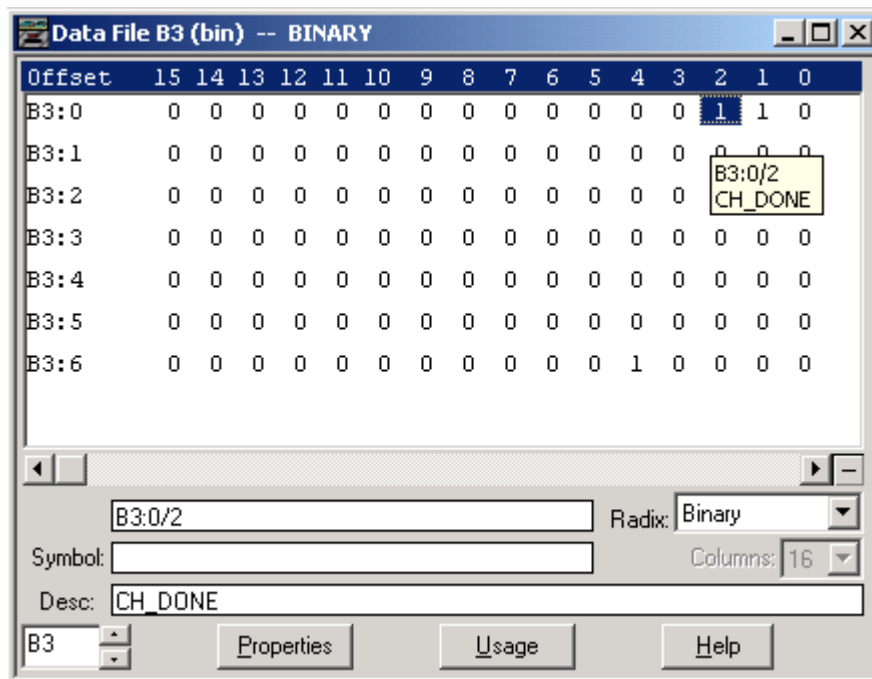 Data File B3 (bin) -- BINARY
Offset 15 14 13 12 11 10 9 8 7 6 5 4 3 2 1 0
B3:0 0 0 0 0 0 0 0 0 0 0 0 0 0 1 1 0
B3:1 0 0 0 0 0 0 0 0 0 0 0 0 0 0 0 0
B3:2 0 0 0 0 0 0 0 0 0 0 0 0 0
B3:0/2
CH_DONE
B3:3 0 0 0 0 0 0 0 0 0 0 0 0 0 0 0 0
B3:4 0 0 0 0 0 0 0 0 0 0 0 0 0 0 0 0
B3:5 0 0 0 0 0 0 0 0 0 0 0 0 0 0 0 0
B3:6 0 0 0 0 0 0 0 0 0 0 0 1 0 0 0 0
B3:0/2 Radix: Binary
Symbol: Columns: 16
Desc: CH_DONE
B3 Properties Usage Help